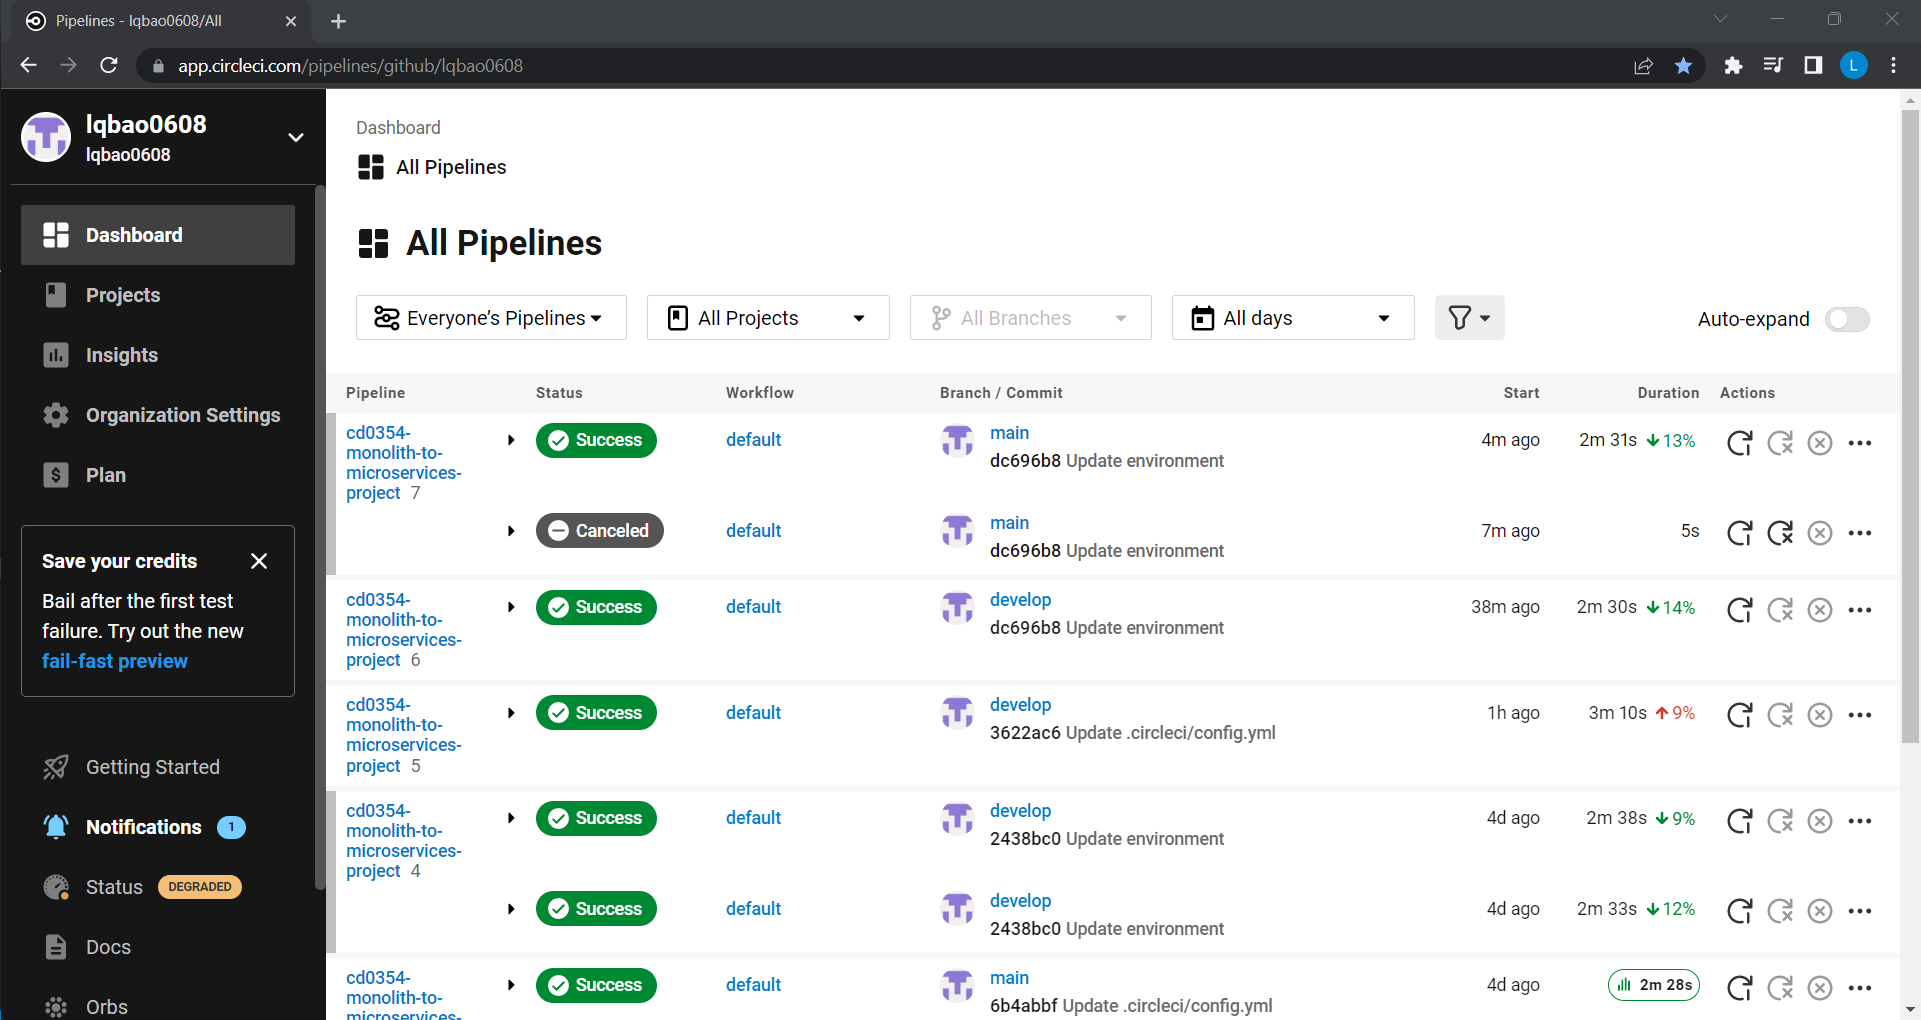 Pipelines - lqbao0608/All
app.circleci.com/pipelines/github/lqbao0608
L
lqbao0608
lqbao0608
Dashboard
Projects
Insights
Organization Settings
Plan
Save your credits
Bail after the first test
failure. Try out the new
fail-fast preview
Getting Started
Notifications 1
Status DEGRADED
Docs
Orbs
Dashboard
All Pipelines
All Pipelines
Everyone’s Pipelines All Projects All Branches All days Auto-expand
Pipeline Status Workflow Branch / Commit Start Duration Actions
cd0354-
monolith-to-
microservices-
project 7
Success default main 4m ago 2m 31s 13%
dc696b8 Update environment
Canceled default main 7m ago 5s
dc696b8 Update environment
cd0354-
monolith-to-
microservices-
project 6
Success default develop 38m ago 2m 30s 14%
dc696b8 Update environment
cd0354-
monolith-to-
microservices-
project 5
Success default develop 1h ago 3m 10s 9%
3622ac6 Update .circleci/config.yml
cd0354-
monolith-to-
microservices-
project 4
Success default develop 4d ago 2m 38s 9%
2438bc0 Update environment
Success default develop 4d ago 2m 33s 12%
2438bc0 Update environment
cd0354-
monolith-to-
microservices-
Success default main 4d ago 2m 28s
6b4abbf Update .circleci/config.yml